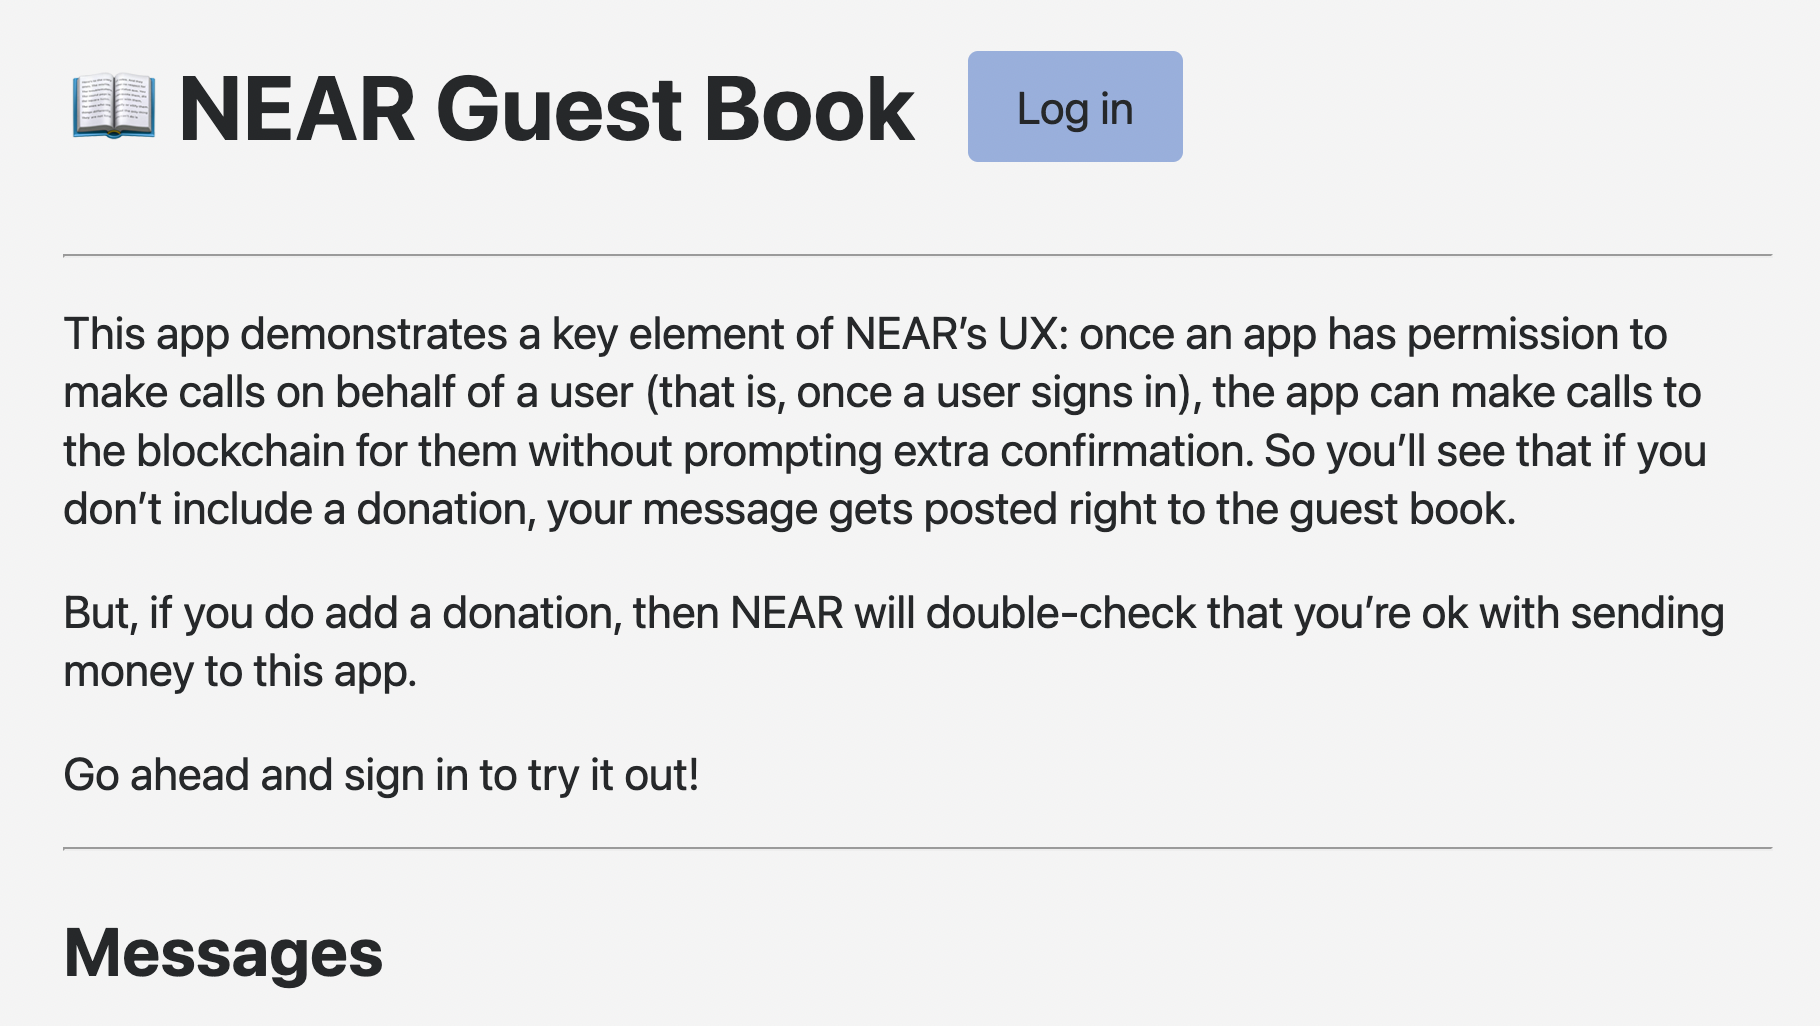 📖 NEAR Guest Book
Log in
This app demonstrates a key element of NEAR’s UX: once an app has permission to
make calls on behalf of a user (that is, once a user signs in), the app can make calls to
the blockchain for them without prompting extra confirmation. So you’ll see that if you
don’t include a donation, your message gets posted right to the guest book.
But, if you do add a donation, then NEAR will double-check that you’re ok with sending
money to this app.
Go ahead and sign in to try it out!
Messages